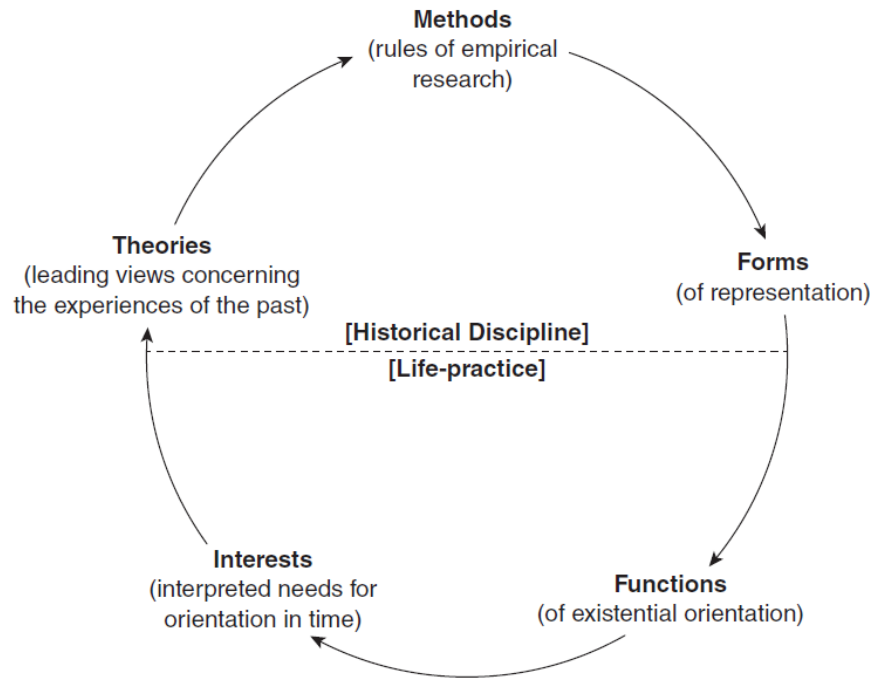 Methods
(rules of empirical
research)
Theories
(leading views concerning
the experiences of the past)
Forms
(of representation)
[Historical Discipline]
[Life-practice]
Interests
(interpreted needs for
orientation in time)
Functions
(of existential orientation)